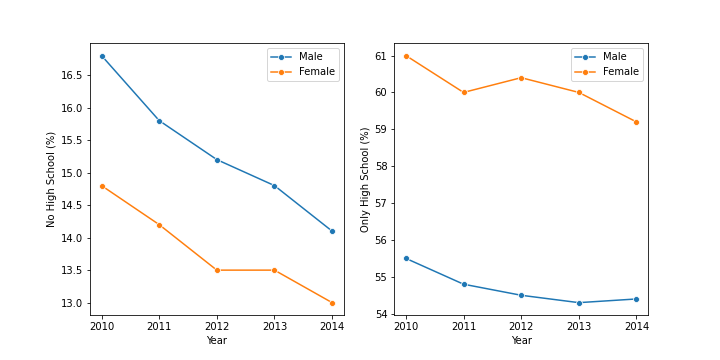 Male
Female
16.5
16.0
15.5
15.0
14.5
14.0
13.5
13.0
No High School (%)
2010 2011 2012 2013 2014
Year
Male
Female
61
60
59
58
57
56
55
54
Only High School (%)
2010 2011 2012 2013 2014
Year